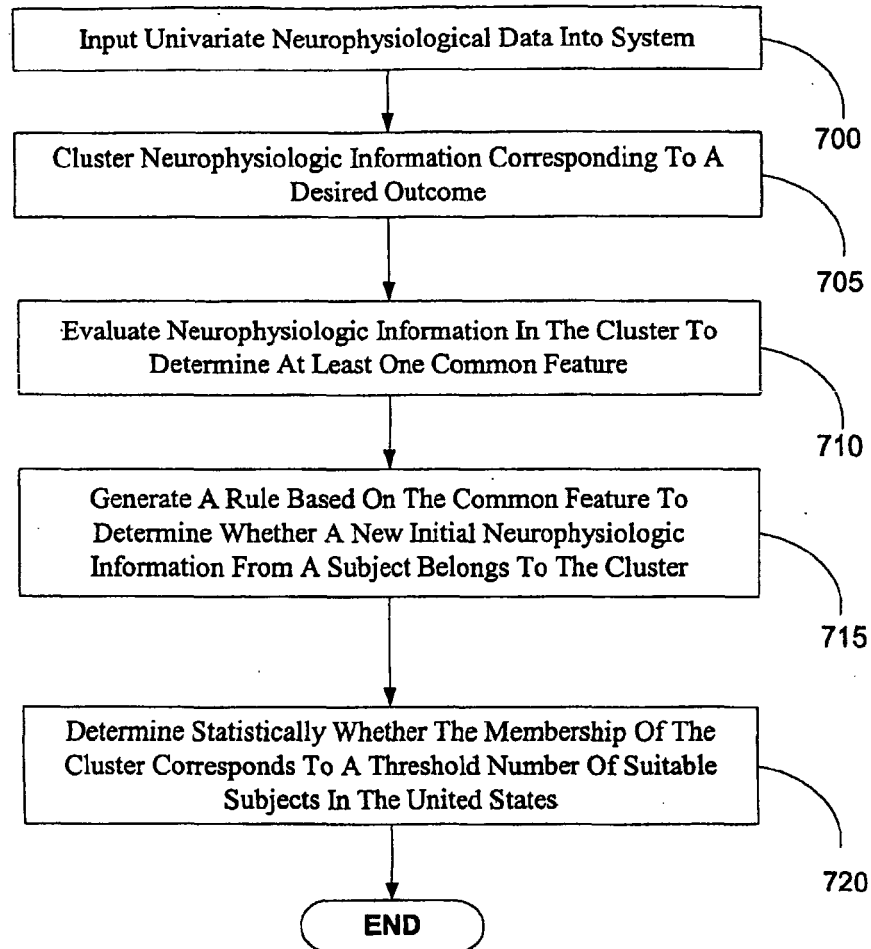 Input Univariate Neurophysiological Data Into System
700
Cluster Neurophysiologic Information Corresponding To A
Desired Outcome
705
Evaluate Neurophysiologic Information In The Cluster To
Determine At Least One Common Feature
710
Generate A Rule Based On The Common Feature To
Determine Whether A New Initial Neurophysiologic
Information From A Subject Belongs To The Cluster
715
Determine Statistically Whether The Membership Of The
Cluster Corresponds To A Threshold Number Of Suitable
Subjects In The United States
720
END